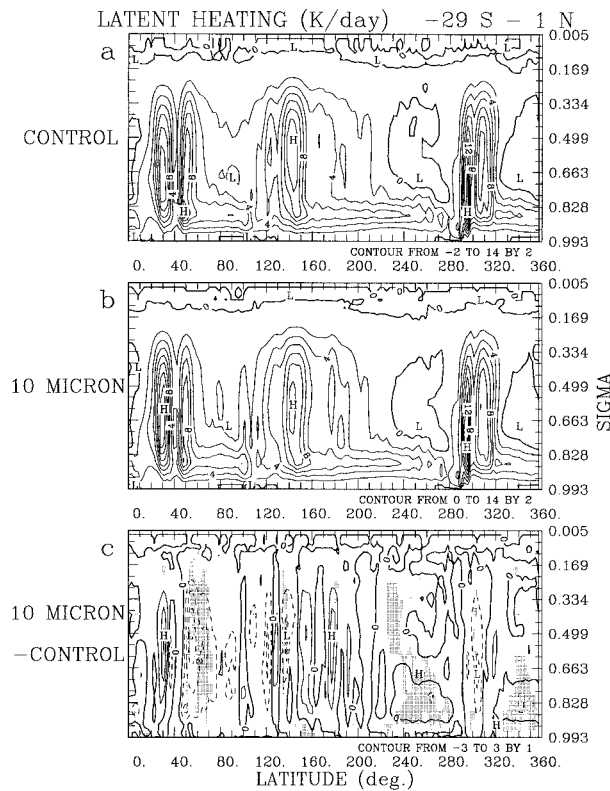 LATENT HEATING (K/day) -29 S - 1 N
a
CONTROL
0.005
0.169
0.334
0.499
0.663
0.828
0.993
CONTOUR FROM -2 TO 14 BY 2
0. 40. 80. 120. 160. 200. 240. 280. 320. 360.
b
10 MICRON
0.005
0.169
0.334
0.499
0.663
0.828
0.993
SIGMA
CONTOUR FROM 0 TO 14 BY 2
0. 40. 80. 120. 160. 200. 240. 280. 320. 360.
c
10 MICRON
-CONTROL
0.005
0.169
0.334
0.499
0.663
0.828
0.993
CONTOUR FROM -3 TO 3 BY 1
0. 40. 80. 120. 160. 200. 240. 280. 320. 360.
LATITUDE (deg.)